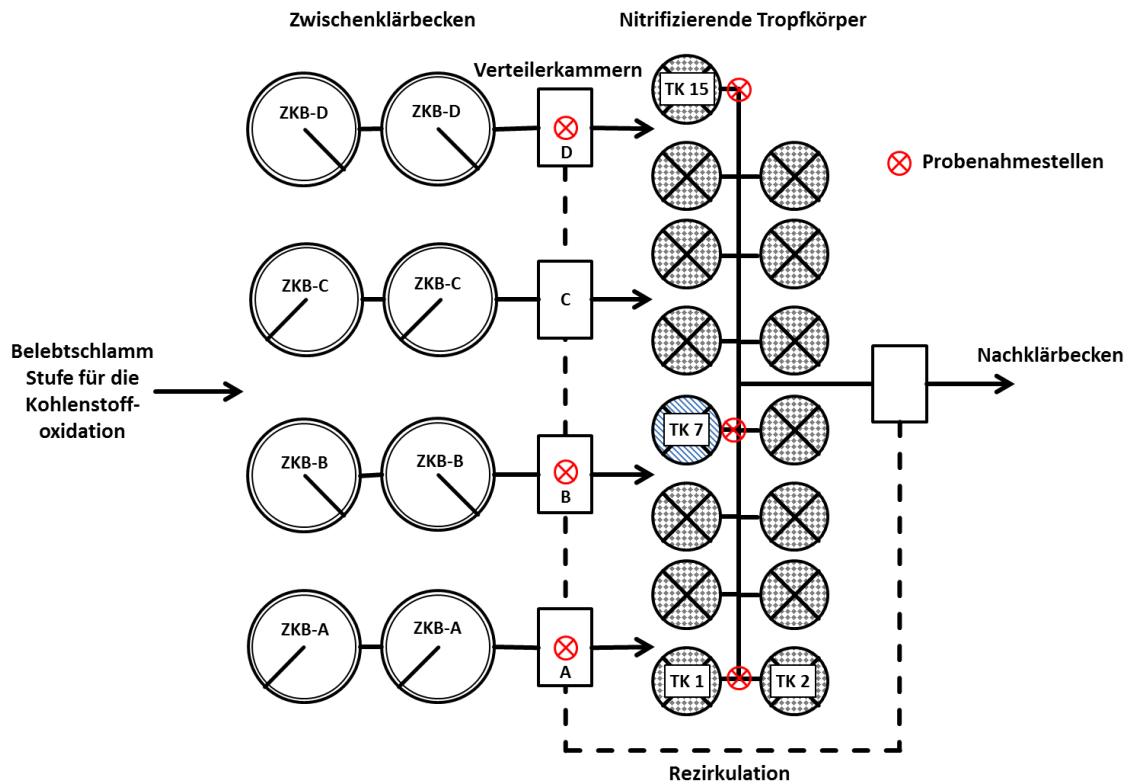 Zwischenklärbecken
Nitrifizierende Tropfkörper
Verteilerkammern
ZKB-D
ZKB-D
D
TK 15
Probenahmestellen
ZKB-C
ZKB-C
C
Belebtschlamm
Stufe für die
Kohlenstoff-
oxidation
Nachklärbecken
ZKB-B
ZKB-B
B
TK 7
ZKB-A
ZKB-A
A
TK 1
TK 2
Rezirkulation